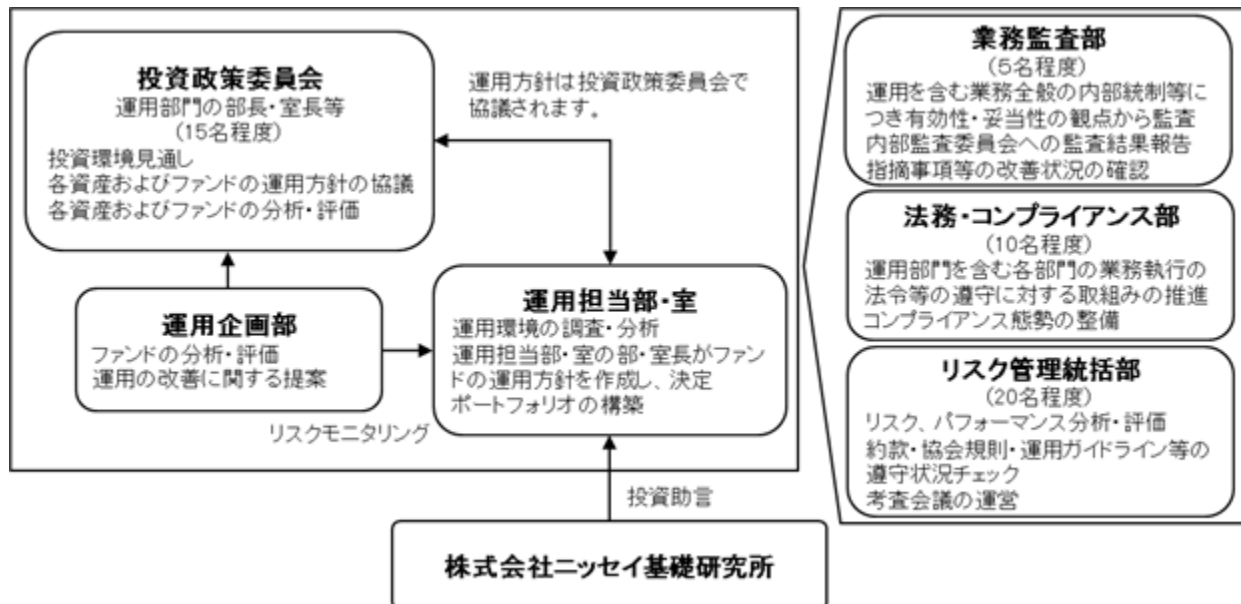 投資政策委員会
運用部門の部長・室長等
(15名程度)
投資環境見通し
各資産およびファンドの運用方針の協議
各資産およびファンドの分析・評価
運用方針は投資政策委員会で
協議されます。
運用企画部
ファンドの分析・評価
運用の改善に関する提案
リスクモニタリング
運用担当部・室
運用環境の調査・分析
運用担当部・室の部・室長がファン
ドの運用方針を作成し、決定
ポートフォリオの構築
投資助言
株式会社ニッセイ基礎研究所
業務監査部
(5名程度)
運用を含む業務全般の内部統制等に
つき有効性・妥当性の観点から監査
内部監査委員会への監査結果報告
指摘事項等の改善状況の確認
法務・コンプライアンス部
(10名程度)
運用部門を含む各部門の業務執行の
法令等の遵守に対する取組みの推進
コンプライアンス態勢の整備
リスク管理統括部
(20名程度)
リスク、パフォーマンス分析・評価
約款・協会規則・運用ガイドライン等の
遵守状況チェック
考査会議の運営